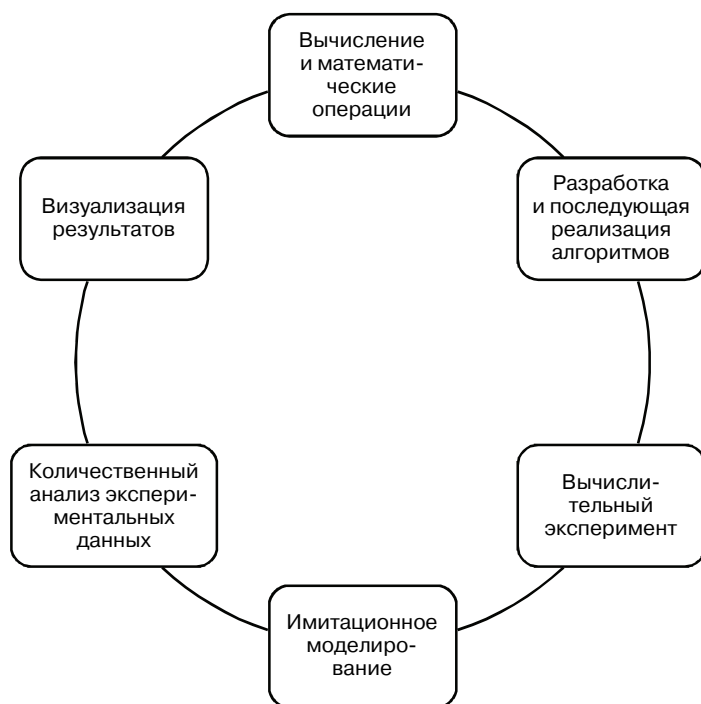 Вычисление
и математи-
ческие
операции
Разработка
и последующая
реализация
алгоритмов
Вычисли-
тельный
эксперимент
Имитационное
моделиро-
вание
Количественный
анализ экспери-
ментальных
данных
Визуализация
результатов